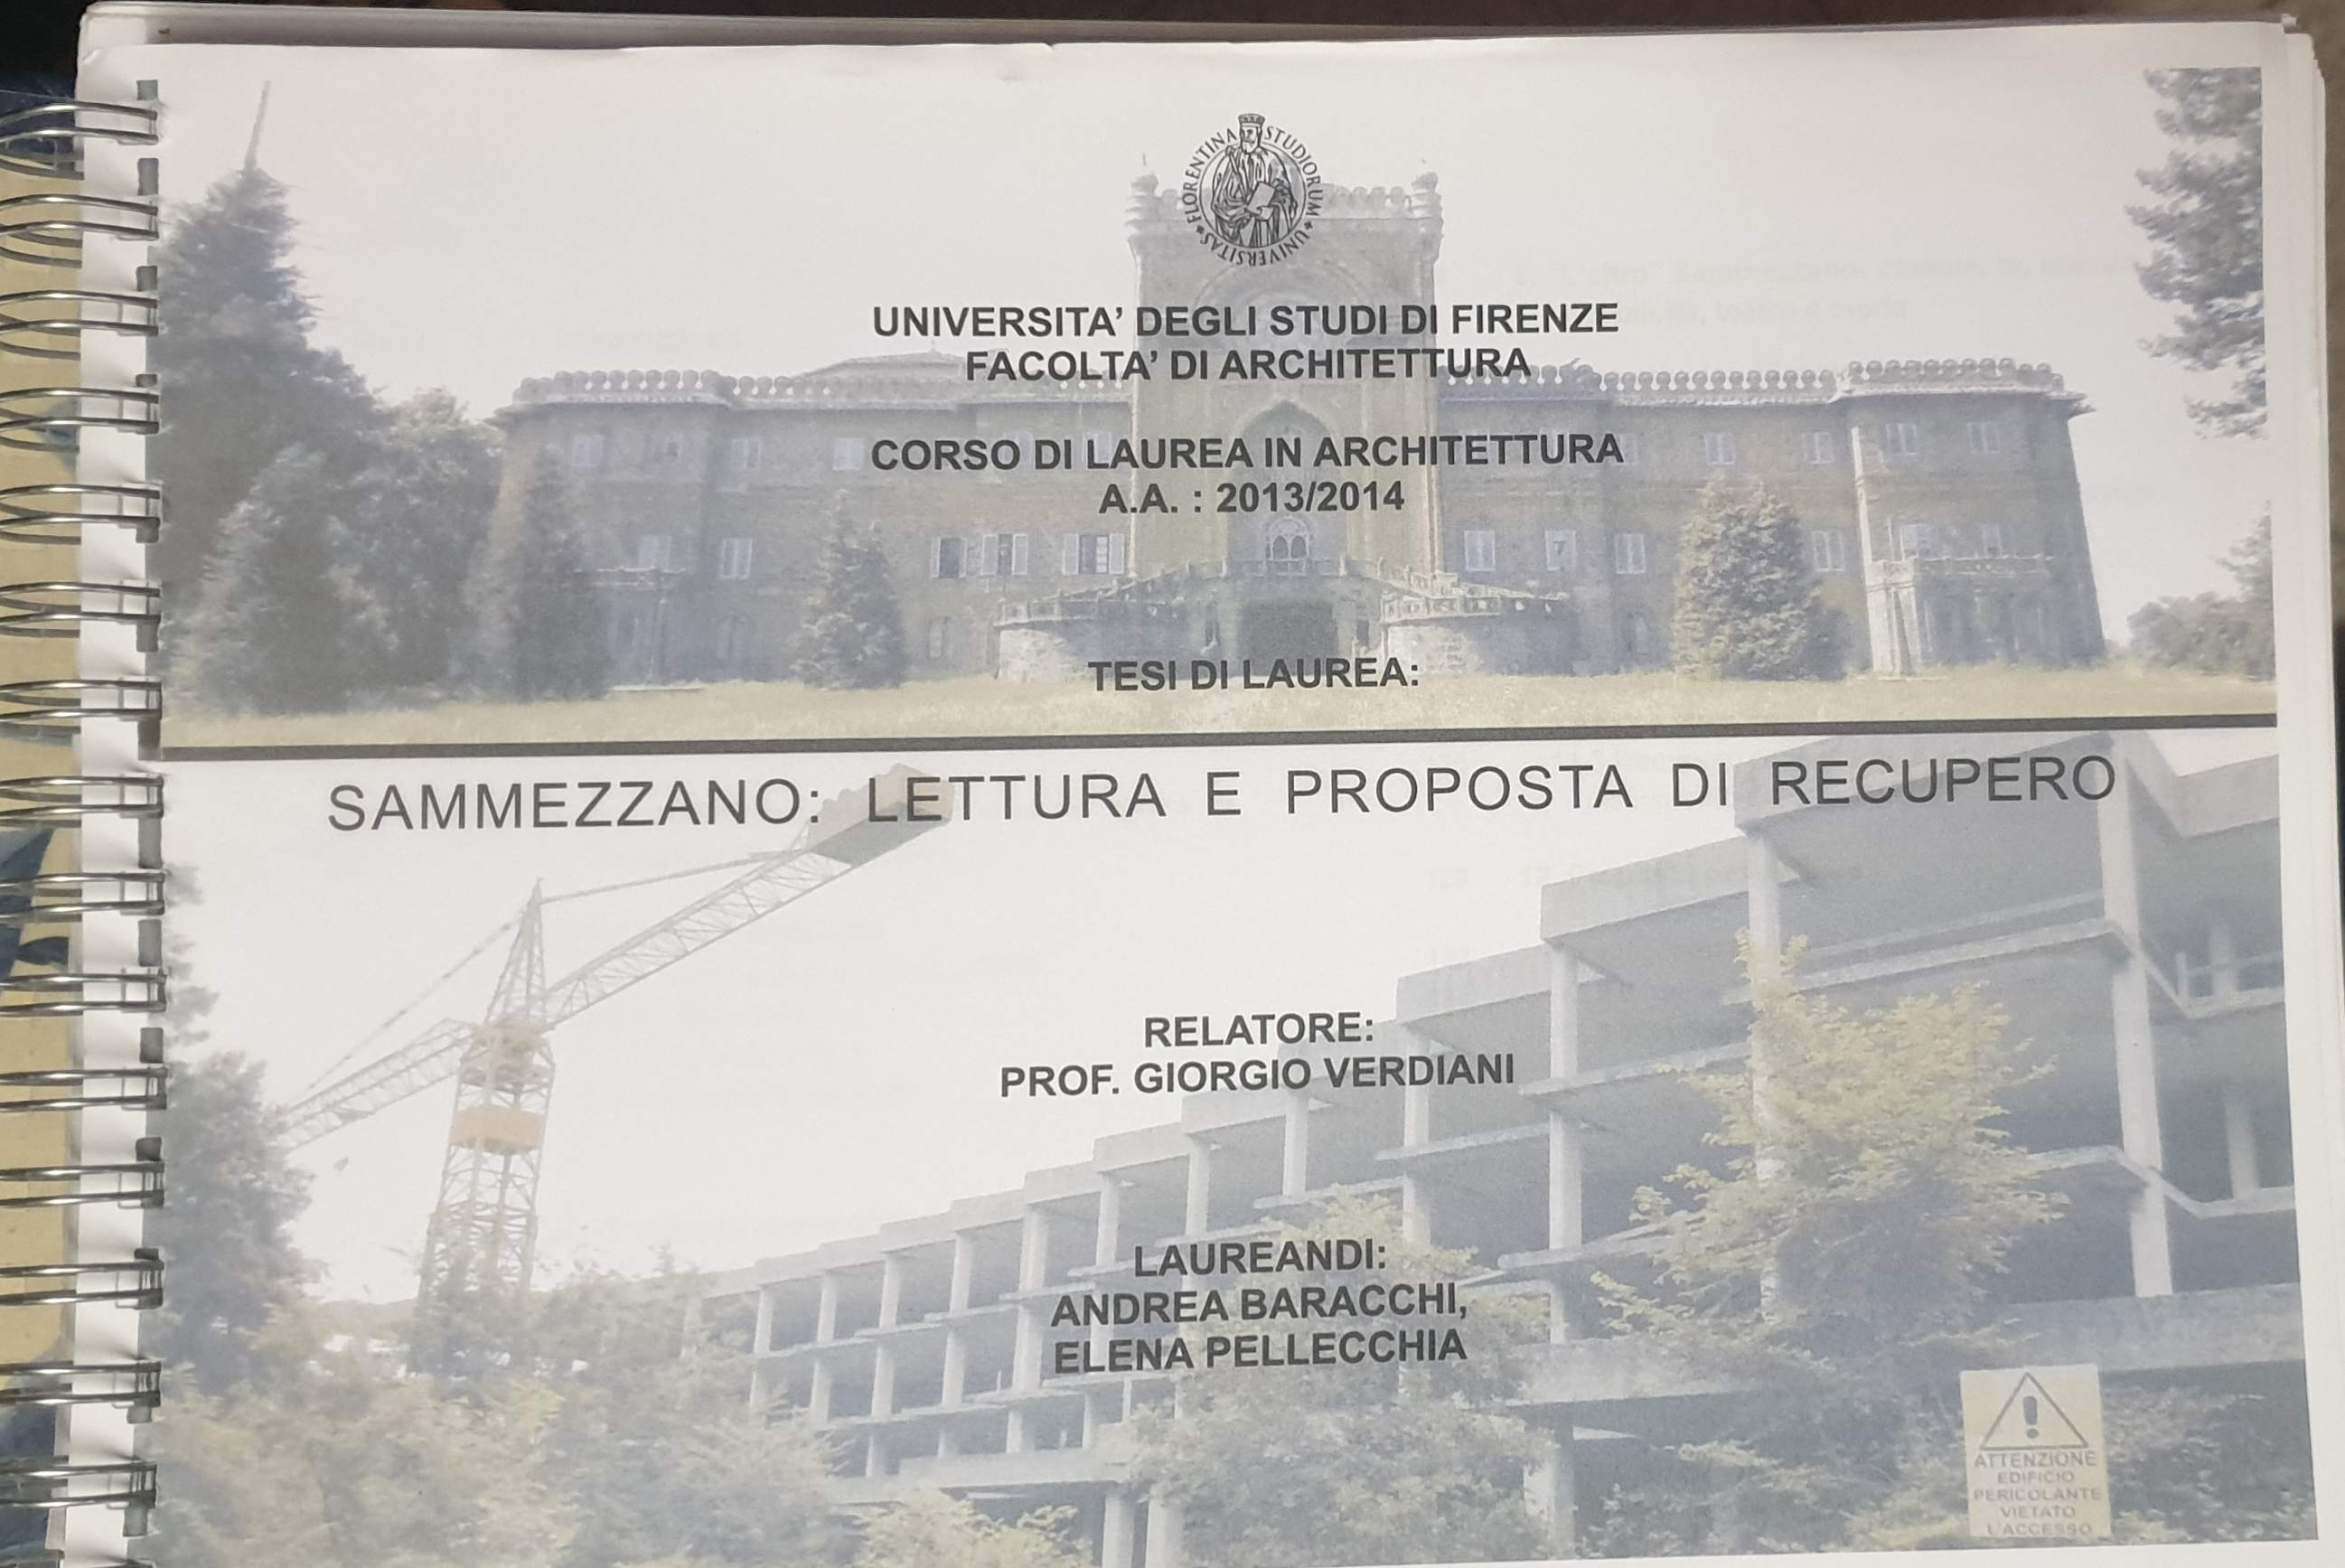 FLORENTINA STUDIORUM UNIVERSITAS
UNIVERSITA' DEGLI STUDI DI FIRENZE
FACOLTA' DI ARCHITETTURA
CORSO DI LAUREA IN ARCHITETTURA
A.A. : 2013/2014
TESI DI LAUREA:
SAMMEZZANO: LETTURA E PROPOSTA DI RECUPERO
RELATORE:
PROF. GIORGIO VERDIANI
LAUREANDI:
ANDREA BARACCHI,
ELENA PELLECCHIA
ATTENZIONE
EDIFICIO
PERICOLANTE
VIETATO
L'ACCESSO